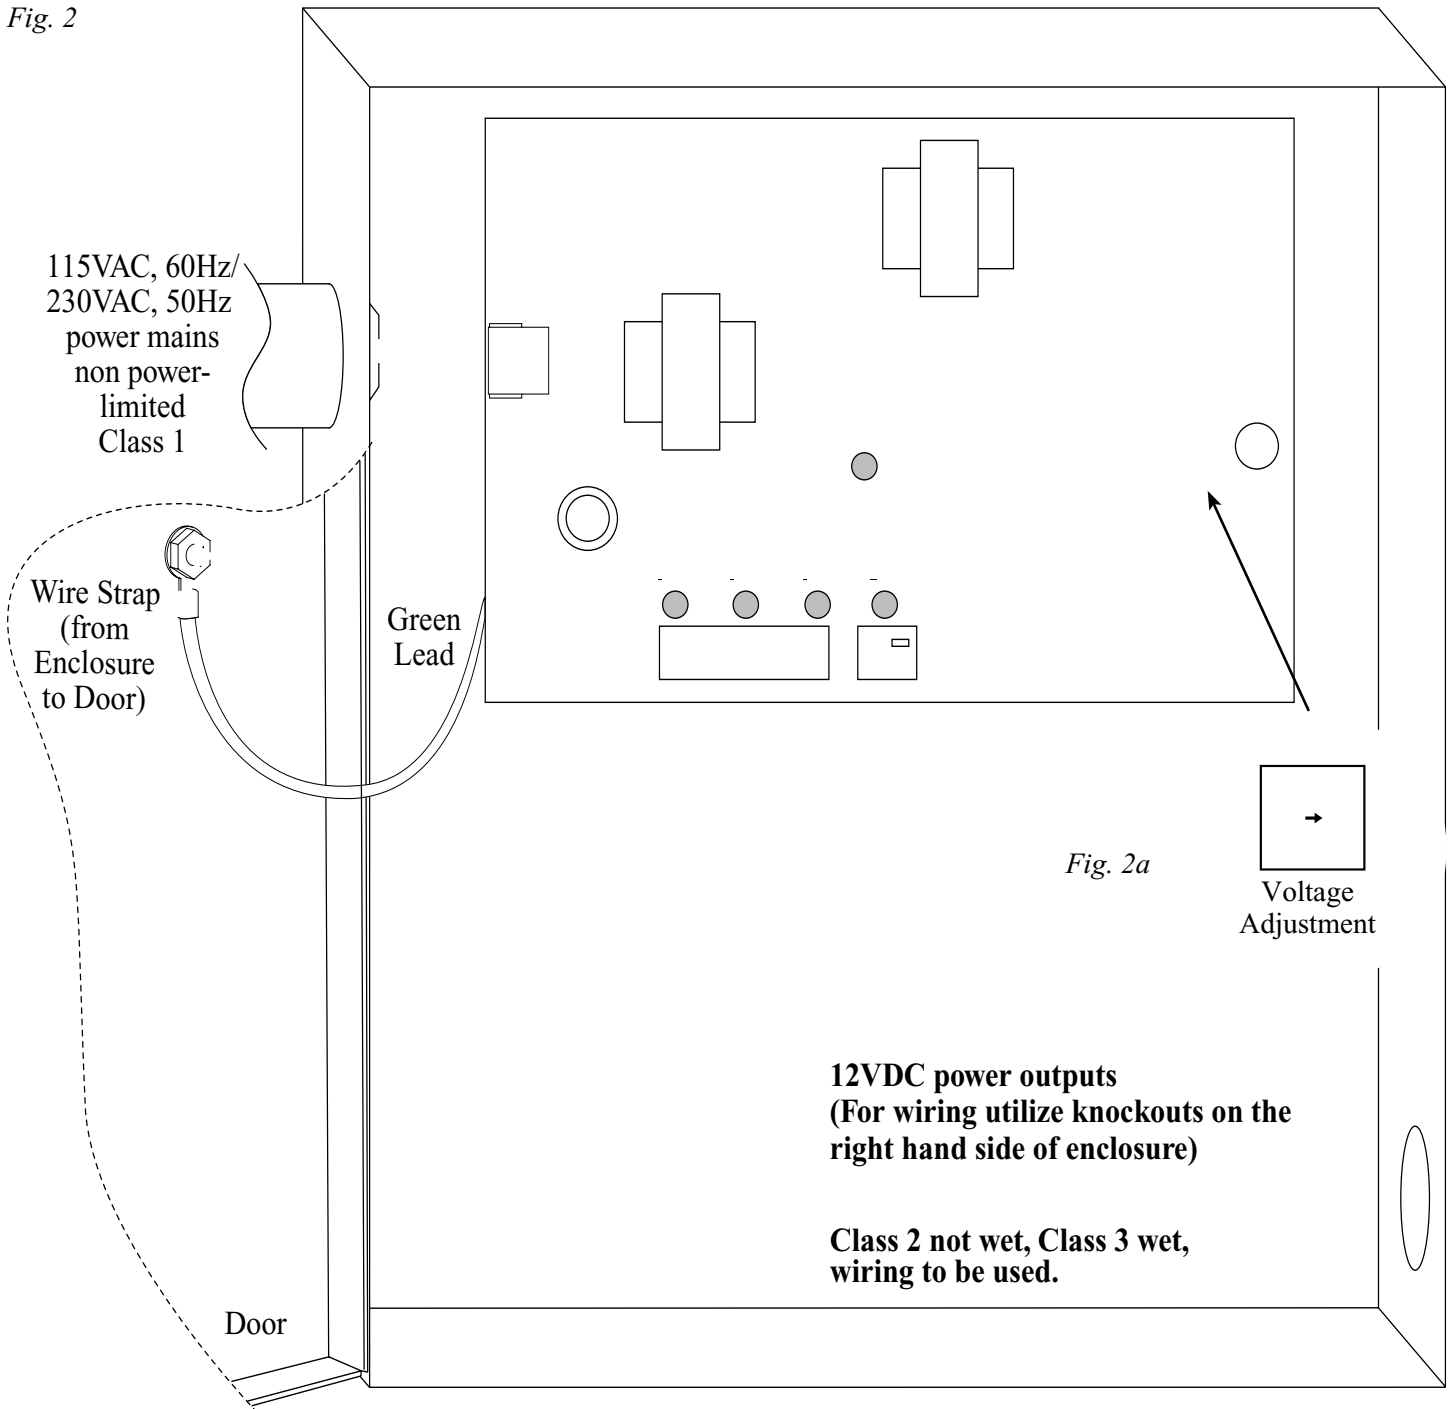 Fig. 2
115VAC, 60Hz/
230VAC, 50Hz
power mains
non power-
limited
Class 1
Wire Strap
(from
Enclosure
to Door)
Green
Lead
Fig. 2a
Voltage
Adjustment
12VDC power outputs
(For wiring utilize knockouts on the
right hand side of enclosure)
Class 2 not wet, Class 3 wet,
wiring to be used.
Door